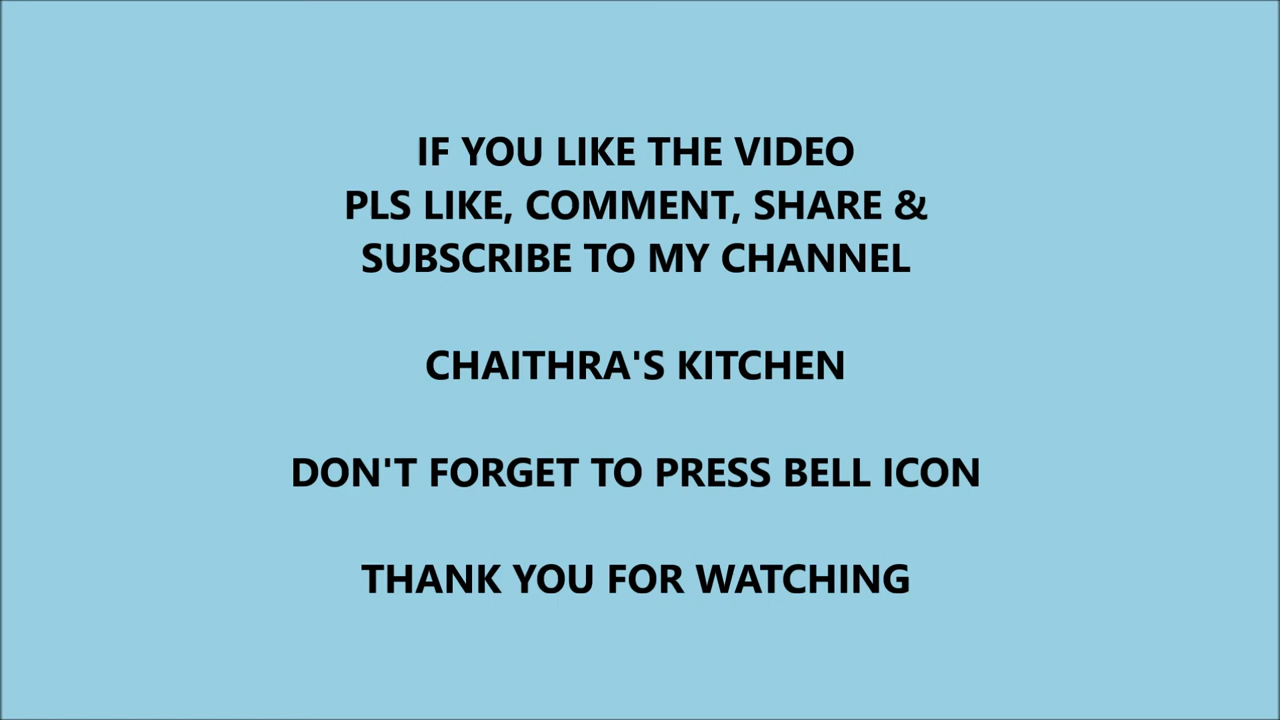 IF YOU LIKE THE VIDEO
PLS LIKE, COMMENT, SHARE &
SUBSCRIBE TO MY CHANNEL
CHAITHRA'S KITCHEN
DON'T FORGET TO PRESS BELL ICON
THANK YOU FOR WATCHING